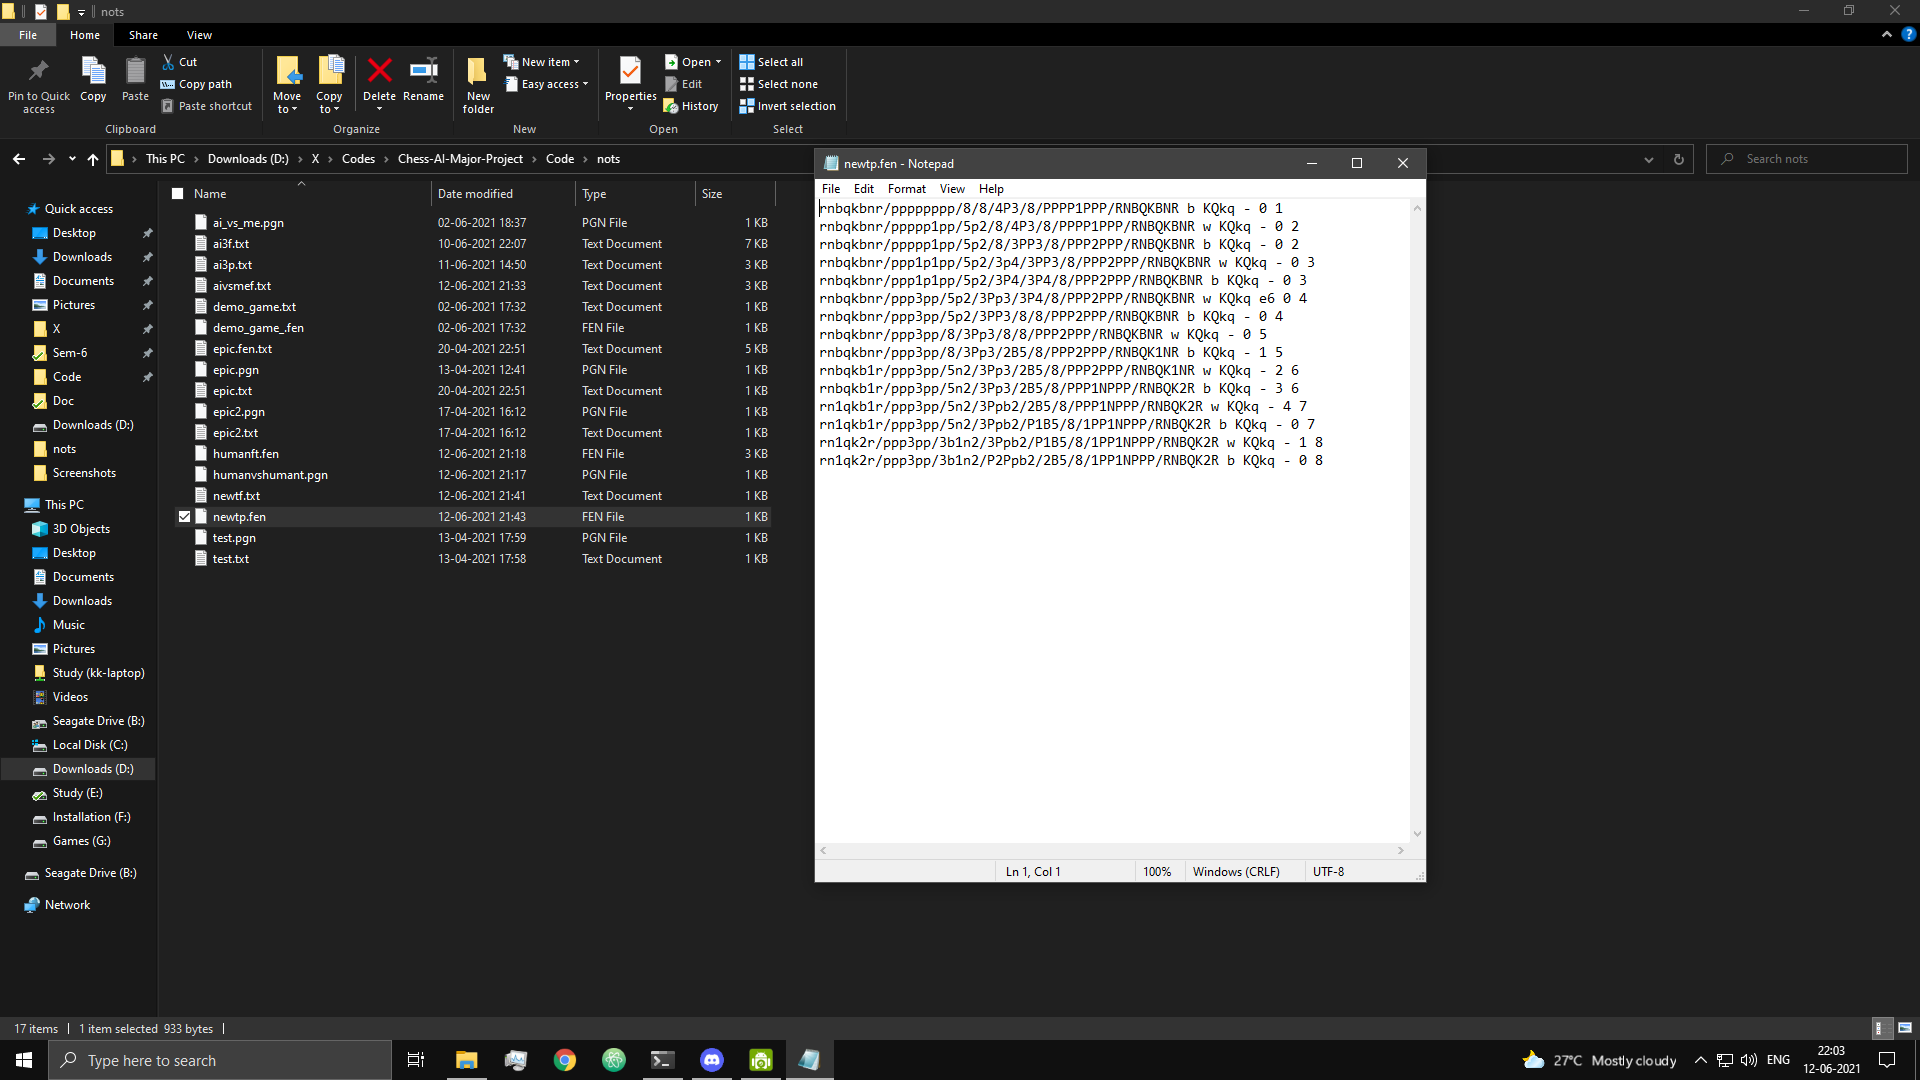 nots
File
Home
Share
View
Pin to Quick access
Copy
Paste
Cut
Copy path
Paste shortcut
Clipboard
Move to
Copy to
Delete
Rename
Organize
New folder
New item
Easy access
New
Properties
Open
Edit
History
Open
Select all
Select none
Invert selection
Select
This PC
Downloads (D:)
X
Codes
Chess-AI-Major-Project
Code
nots
Search nots
Quick access
Desktop
Downloads
Documents
Pictures
X
Sem-6
Code
Doc
Downloads (D:)
nots
Screenshots
This PC
3D Objects
Desktop
Documents
Downloads
Music
Pictures
Study (kk-laptop)
Videos
Seagate Drive (B:)
Local Disk (C:)
Downloads (D:)
Study (E:)
Installation (F:)
Games (G:)
Seagate Drive (B:)
Network
Name Date modified Type Size
ai_vs_me.pgn 02-06-2021 18:37 PGN File 1 KB
ai3f.txt 10-06-2021 22:07 Text Document 7 KB
ai3p.txt 11-06-2021 14:50 Text Document 3 KB
aivsmef.txt 12-06-2021 21:33 Text Document 3 KB
demo_game.txt 02-06-2021 17:32 Text Document 1 KB
demo_game_.fen 02-06-2021 17:32 FEN File 1 KB
epic.fen.txt 20-04-2021 22:51 Text Document 5 KB
epic.pgn 13-04-2021 12:41 PGN File 1 KB
epic.txt 20-04-2021 22:51 Text Document 1 KB
epic2.pgn 17-04-2021 16:12 PGN File 1 KB
epic2.txt 17-04-2021 16:12 Text Document 1 KB
humanft.fen 12-06-2021 21:18 FEN File 3 KB
humanvshumant.pgn 12-06-2021 21:17 PGN File 1 KB
newtf.txt 12-06-2021 21:41 Text Document 1 KB
newtp.fen 12-06-2021 21:43 FEN File 1 KB
test.pgn 13-04-2021 17:59 PGN File 1 KB
test.txt 13-04-2021 17:58 Text Document 1 KB
newtp.fen - Notepad
File Edit Format View Help
rnbqkbnr/pppppppp/8/8/4P3/8/PPPP1PPP/RNBQKBNR b KQkq - 0 1
rnbqkbnr/ppppp1pp/5p2/8/4P3/8/PPPP1PPP/RNBQKBNR w KQkq - 0 2
rnbqkbnr/ppppp1pp/5p2/8/3PP3/8/PPP2PPP/RNBQKBNR b KQkq - 0 2
rnbqkbnr/ppp1p1pp/5p2/3p4/3PP3/8/PPP2PPP/RNBQKBNR w KQkq - 0 3
rnbqkbnr/ppp1p1pp/5p2/3P4/3P4/8/PPP2PPP/RNBQKBNR b KQkq - 0 3
rnbqkbnr/ppp3pp/5p2/3Pp3/3P4/8/PPP2PPP/RNBQKBNR w KQkq e6 0 4
rnbqkbnr/ppp3pp/5p2/3PP3/8/8/PPP2PPP/RNBQKBNR b KQkq - 0 4
rnbqkbnr/ppp3pp/8/3Pp3/8/8/PPP2PPP/RNBQKBNR w KQkq - 0 5
rnbqkbnr/ppp3pp/8/3Pp3/2B5/8/PPP2PPP/RNBQK1NR b KQkq - 1 5
rnbqkb1r/ppp3pp/5n2/3Pp3/2B5/8/PPP2PPP/RNBQK1NR w KQkq - 2 6
rnbqkb1r/ppp3pp/5n2/3Pp3/2B5/8/PPP1NPPP/RNBQK2R b KQkq - 3 6
rn1qkb1r/ppp3pp/5n2/3Ppb2/2B5/8/PPP1NPPP/RNBQK2R w KQkq - 4 7
rn1qkb1r/ppp3pp/5n2/3Ppb2/P1B5/8/1PP1NPPP/RNBQK2R b KQkq - 0 7
rn1qk2r/ppp3pp/3b1n2/3Ppb2/P1B5/8/1PP1NPPP/RNBQK2R w KQkq - 1 8
rn1qk2r/ppp3pp/3b1n2/P2Ppb2/2B5/8/1PP1NPPP/RNBQK2R b KQkq - 0 8
Ln 1, Col 1 100% Windows (CRLF) UTF-8
17 items 1 item selected 933 bytes
Type here to search
27°C Mostly cloudy
ENG
22:03
12-06-2021